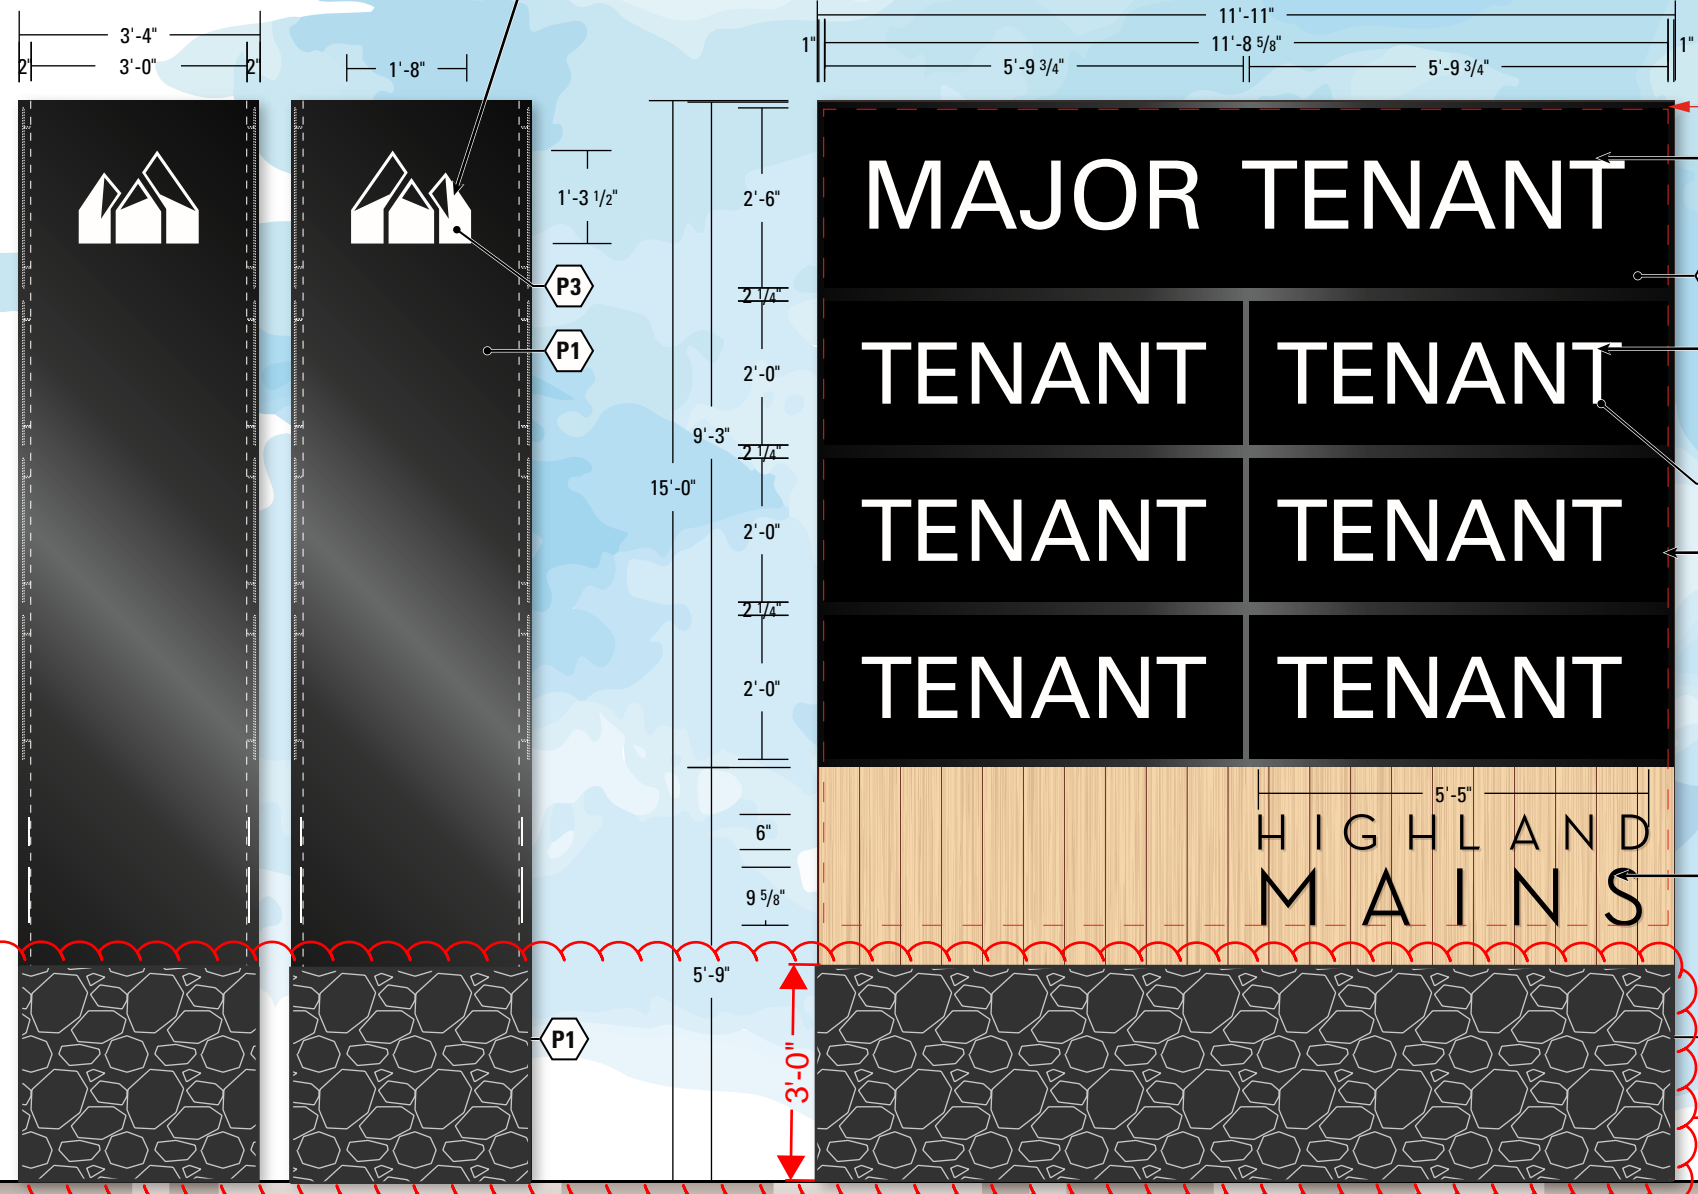 3'-4"
2" 3'-0" 2"
1'-8"
11'-11"
1" 11'-8 5/8" 1"
5'-9 3/4" 5'-9 3/4"
1'-3 1/2"
P3
P1
2'-6"
2 1/4"
2'-0"
2 1/4"
9'-3"
15'-0"
2'-0"
2 1/4"
2'-0"
MAJOR TENANT
TENANT TENANT
TENANT TENANT
TENANT TENANT
5'-5"
6"
HIGHLAND
9 5/8"
MAINS
5'-9"
P1
3'-0"